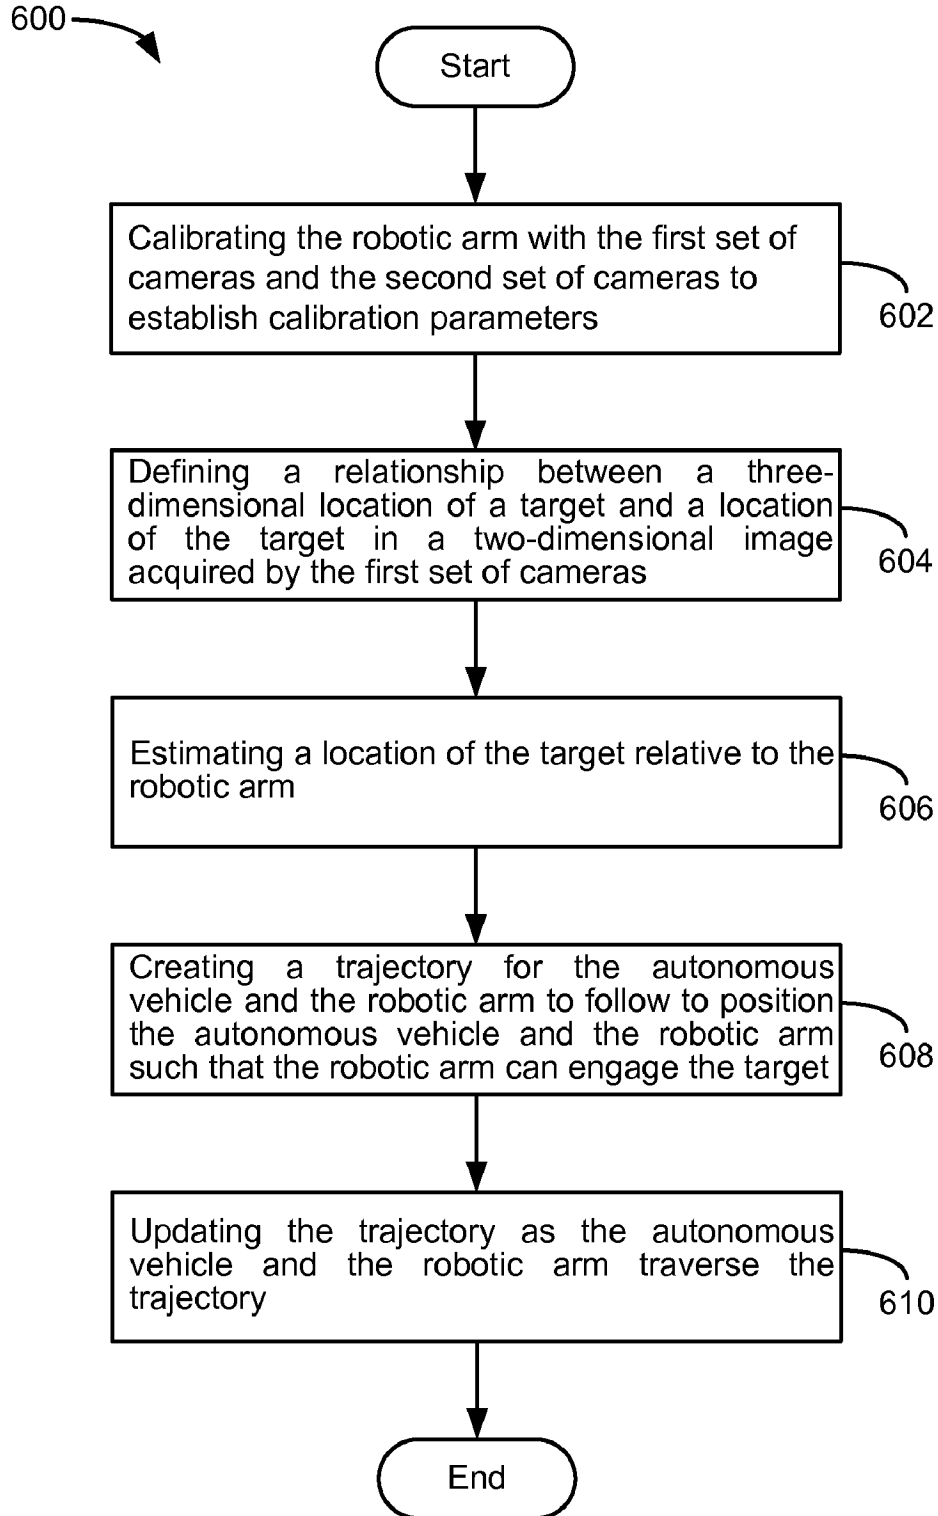 600
Start
Calibrating the robotic arm with the first set of
cameras and the second set of cameras to
establish calibration parameters
602
Defining a relationship between a three-
dimensional location of a target and a location
of the target in a two-dimensional image
acquired by the first set of cameras
604
Estimating a location of the target relative to the
robotic arm
606
Creating a trajectory for the autonomous
vehicle and the robotic arm to follow to position
the autonomous vehicle and the robotic arm
such that the robotic arm can engage the target
608
Updating the trajectory as the autonomous
vehicle and the robotic arm traverse the
trajectory
610
End